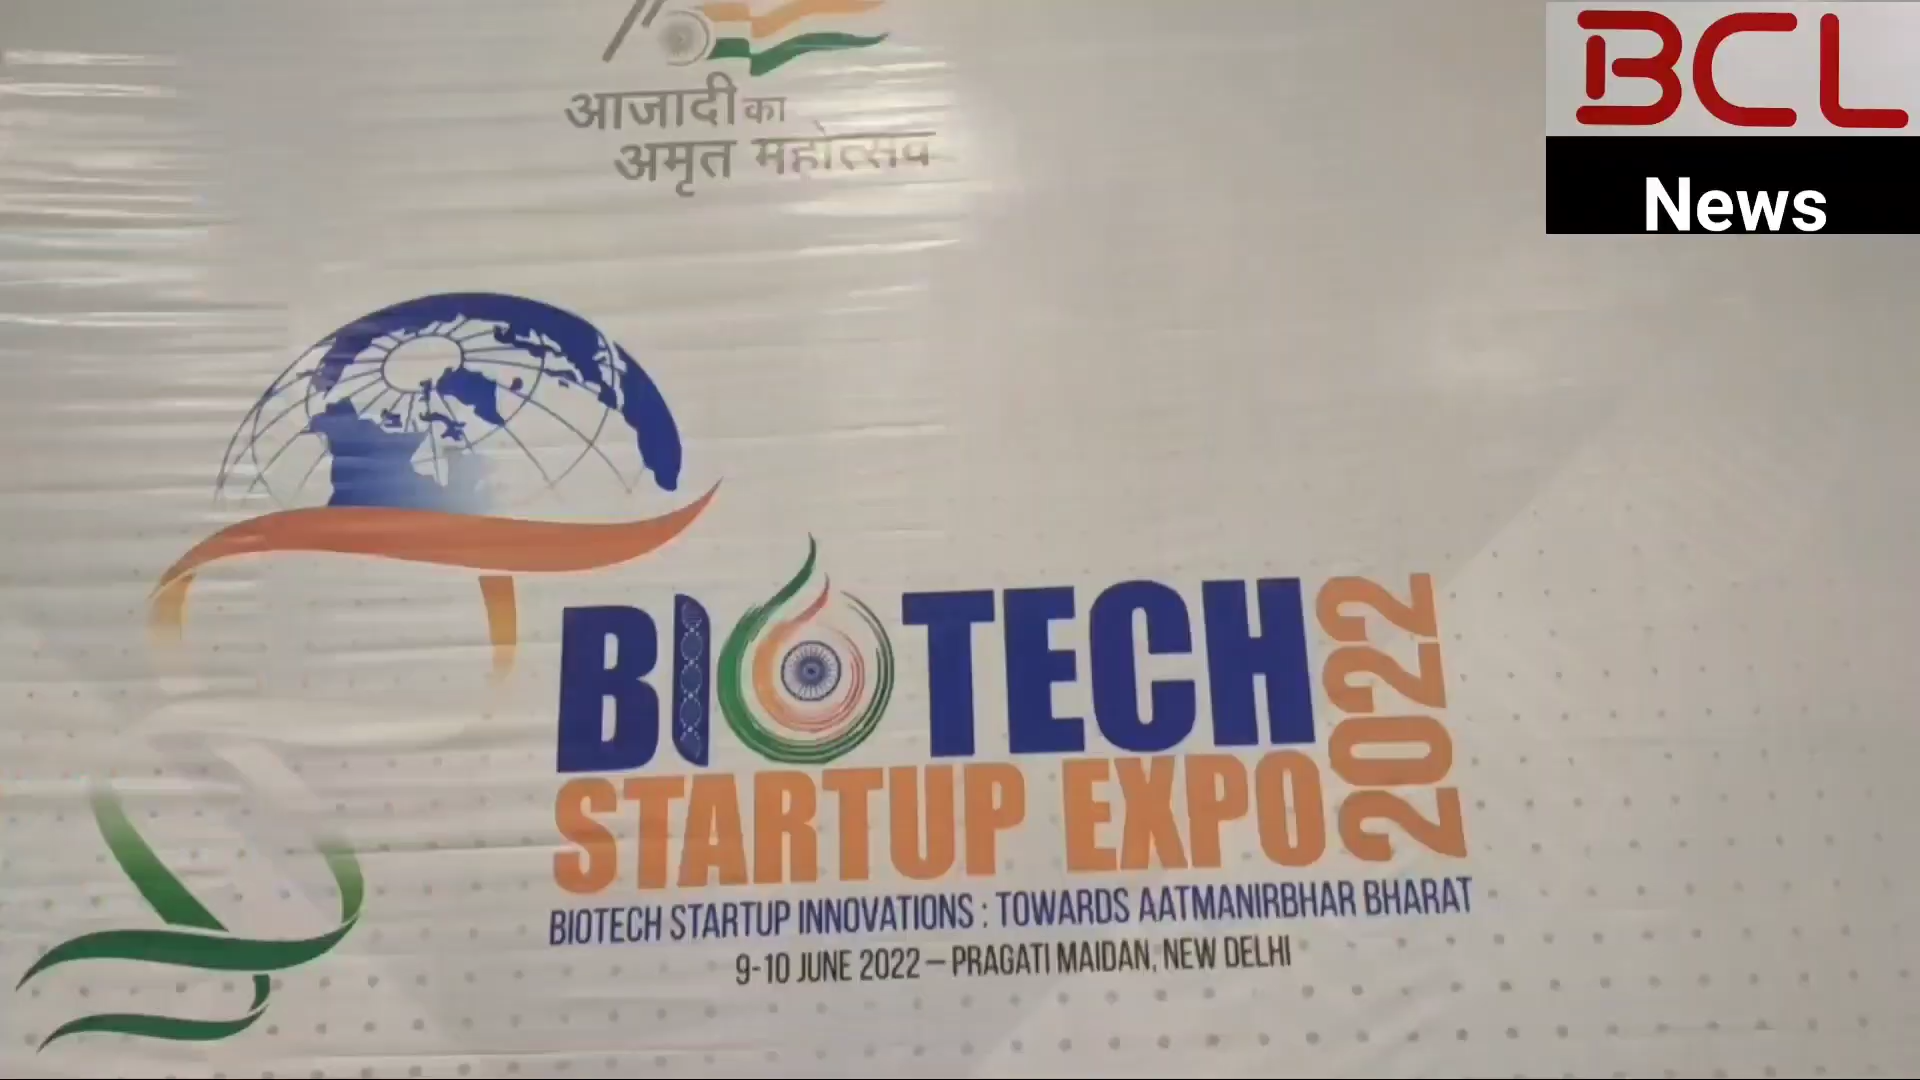 75
आजादी का
अमृत महोत्सव
BCL
News
BIOTECH
STARTUP EXPO
2022
BIOTECH STARTUP INNOVATIONS : TOWARDS AATMANIRBHAR BHARAT
9-10 JUNE 2022 – PRAGATI MAIDAN, NEW DELHI